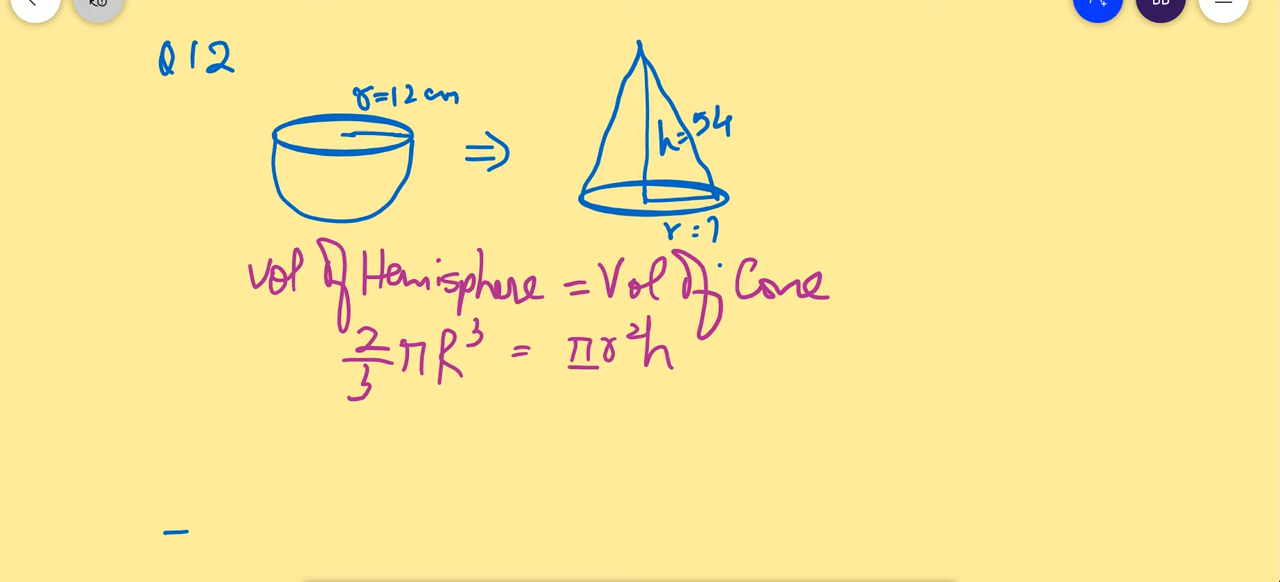 Q12
r=12 cm
⇒
h=54
r=?
Vol of Hemisphere = Vol of Cone
2/3 πR³ = πr²h